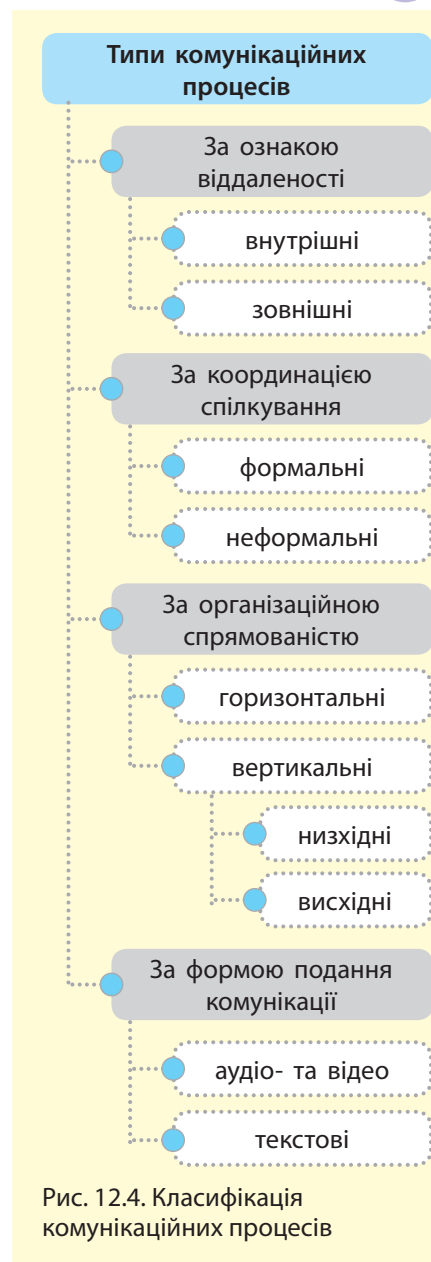 Типи комунікаційних
процесів
За ознакою
віддаленості
внутрішні
зовнішні
За координацією
спілкування
формальні
неформальні
За організаційною
спрямованістю
горизонтальні
вертикальні
низхідні
висхідні
За формою подання
комунікації
аудіо- та відео
текстові
Рис. 12.4. Класифікація
комунікаційних процесів